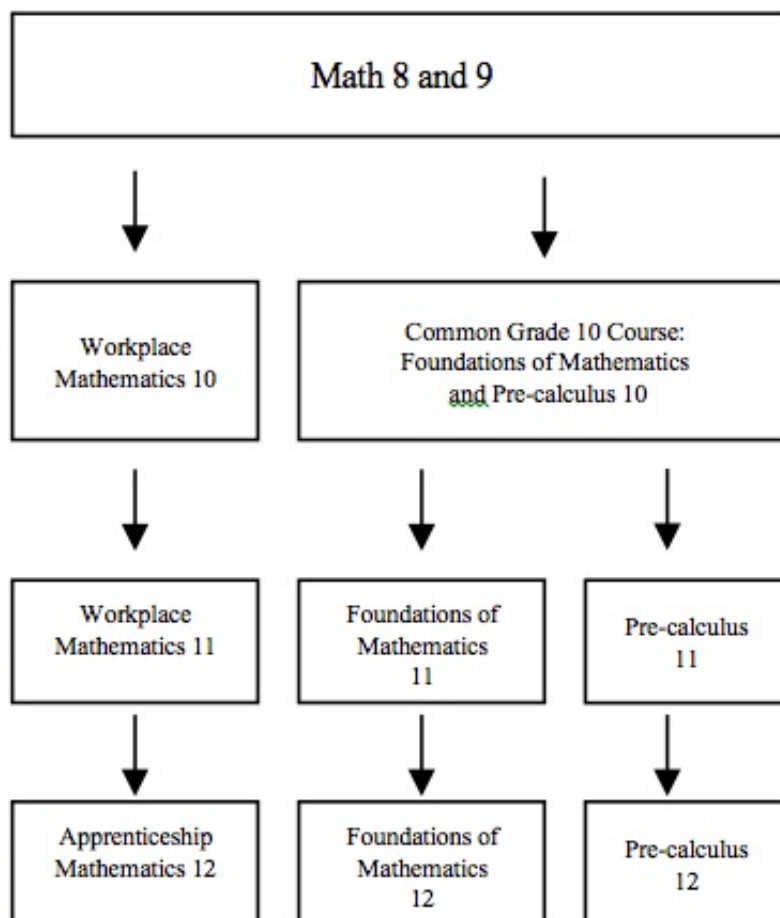 Math 8 and 9
Workplace
Mathematics 10
Common Grade 10 Course:
Foundations of Mathematics
and Pre-calculus 10
Workplace
Mathematics 11
Foundations of
Mathematics
11
Pre-calculus
11
Apprenticeship
Mathematics 12
Foundations of
Mathematics
12
Pre-calculus
12